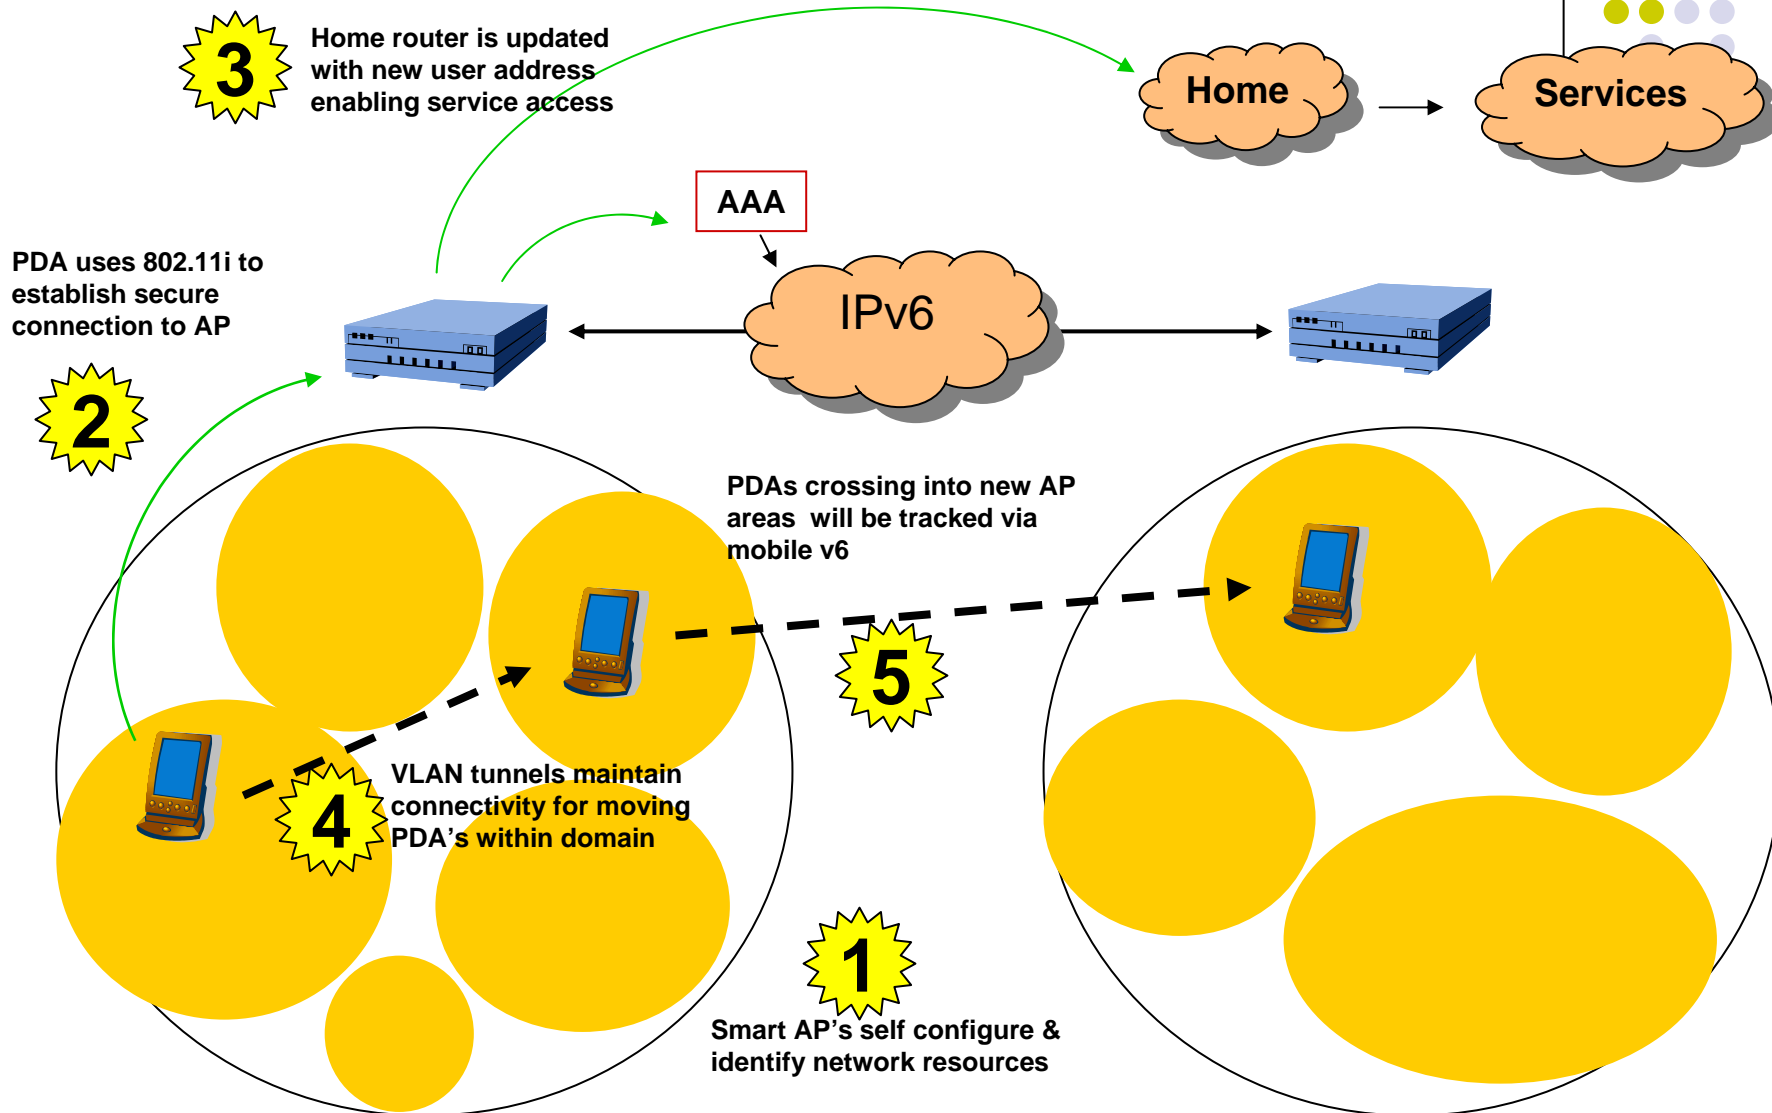 3
Home router is updated
with new user address
enabling service access
Home
Services
AAA
PDA uses 802.11i to
establish secure
connection to AP
IPv6
2
PDAs crossing into new AP
areas will be tracked via
mobile v6
5
4
VLAN tunnels maintain
connectivity for moving
PDA's within domain
1
Smart AP's self configure &
identify network resources